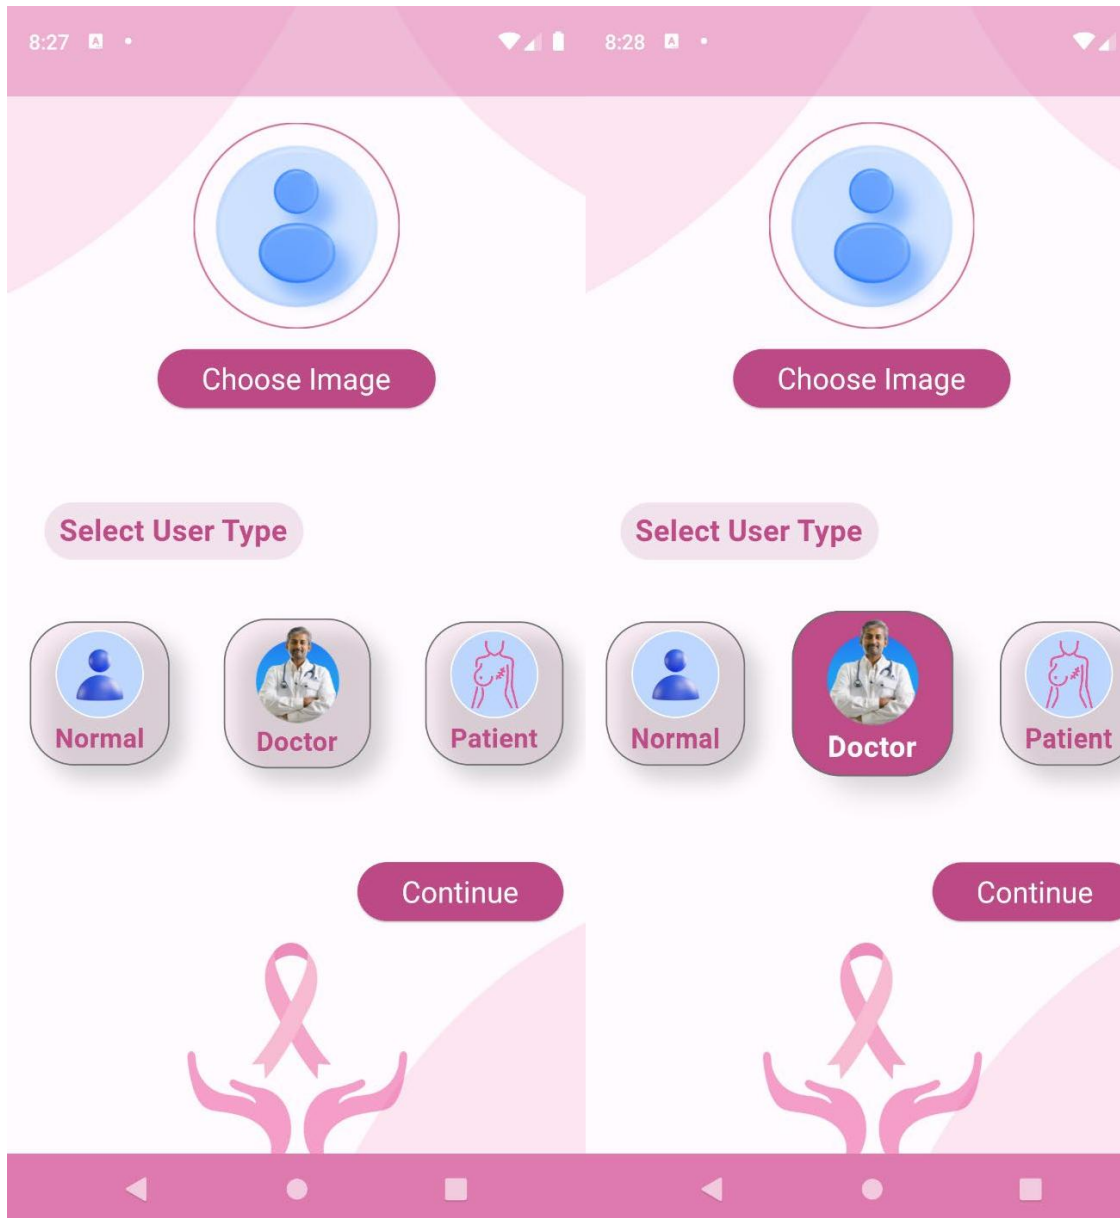 8:27
Choose Image
Select User Type
Normal Doctor Patient
Continue
8:28
Choose Image
Select User Type
Normal Doctor Patient
Continue